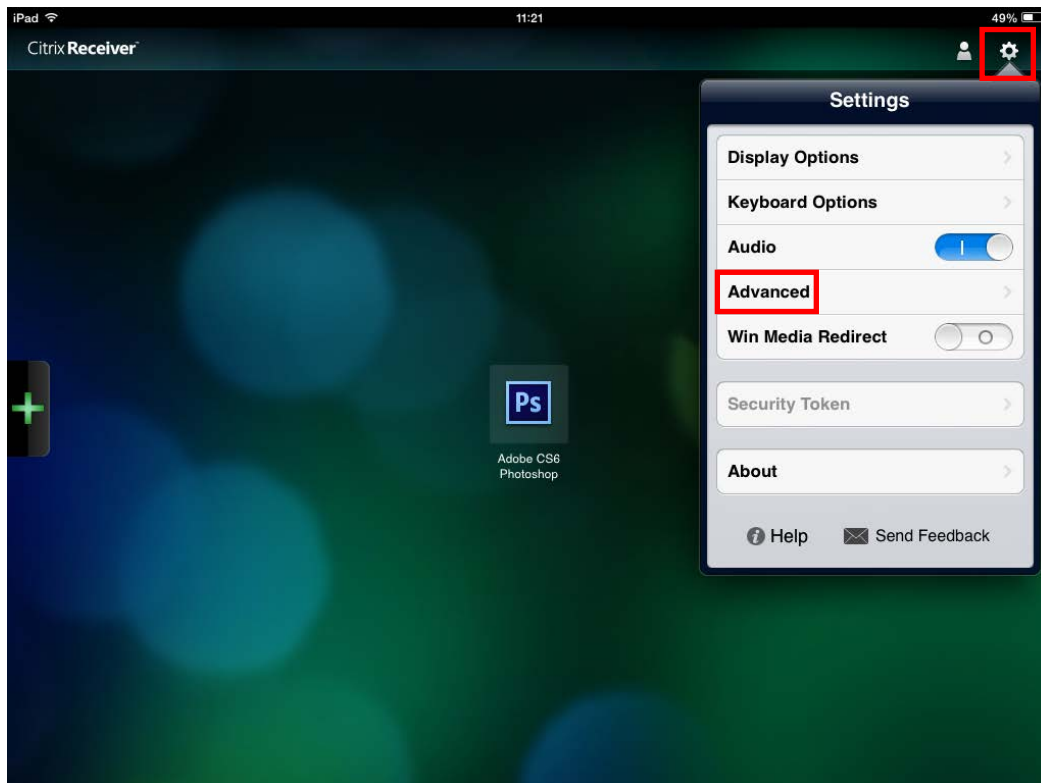 iPad 11:21 49%
Citrix Receiver™
Settings
Display Options
Keyboard Options
Audio
Advanced
Win Media Redirect
Security Token
About
Help Send Feedback
Ps
Adobe CS6
Photoshop